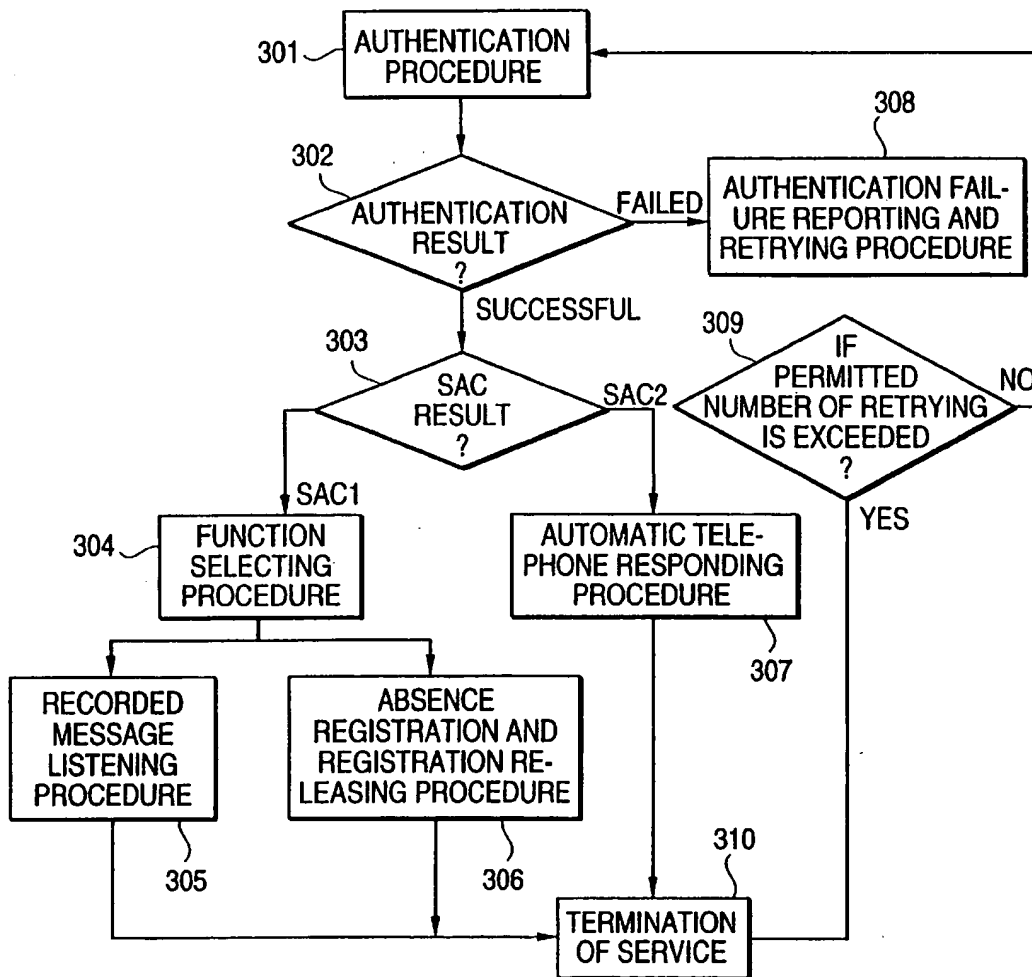 301
AUTHENTICATION
PROCEDURE
302
AUTHENTICATION
RESULT
?
FAILED
308
AUTHENTICATION FAIL-
URE REPORTING AND
RETRYING PROCEDURE
SUCCESSFUL
303
SAC
RESULT
?
SAC2
SAC1
309
IF
PERMITTED
NUMBER OF RETRYING
IS EXCEEDED
?
NO
YES
304
FUNCTION
SELECTING
PROCEDURE
AUTOMATIC TELE-
PHONE RESPONDING
PROCEDURE
307
RECORDED
MESSAGE
LISTENING
PROCEDURE
305
ABSENCE
REGISTRATION AND
REGISTRATION RE-
LEASING PROCEDURE
306
310
TERMINATION
OF SERVICE